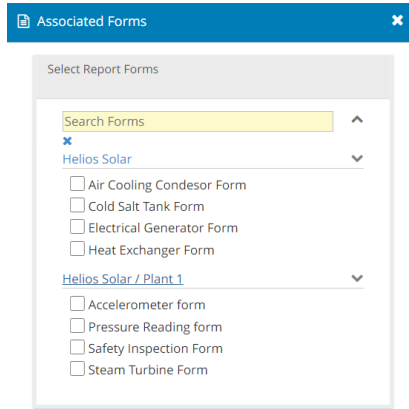 Associated Forms
Select Report Forms
Search Forms
Helios Solar
Air Cooling Condesor Form
Cold Salt Tank Form
Electrical Generator Form
Heat Exchanger Form
Helios Solar / Plant 1
Accelerometer form
Pressure Reading form
Safety Inspection Form
Steam Turbine Form